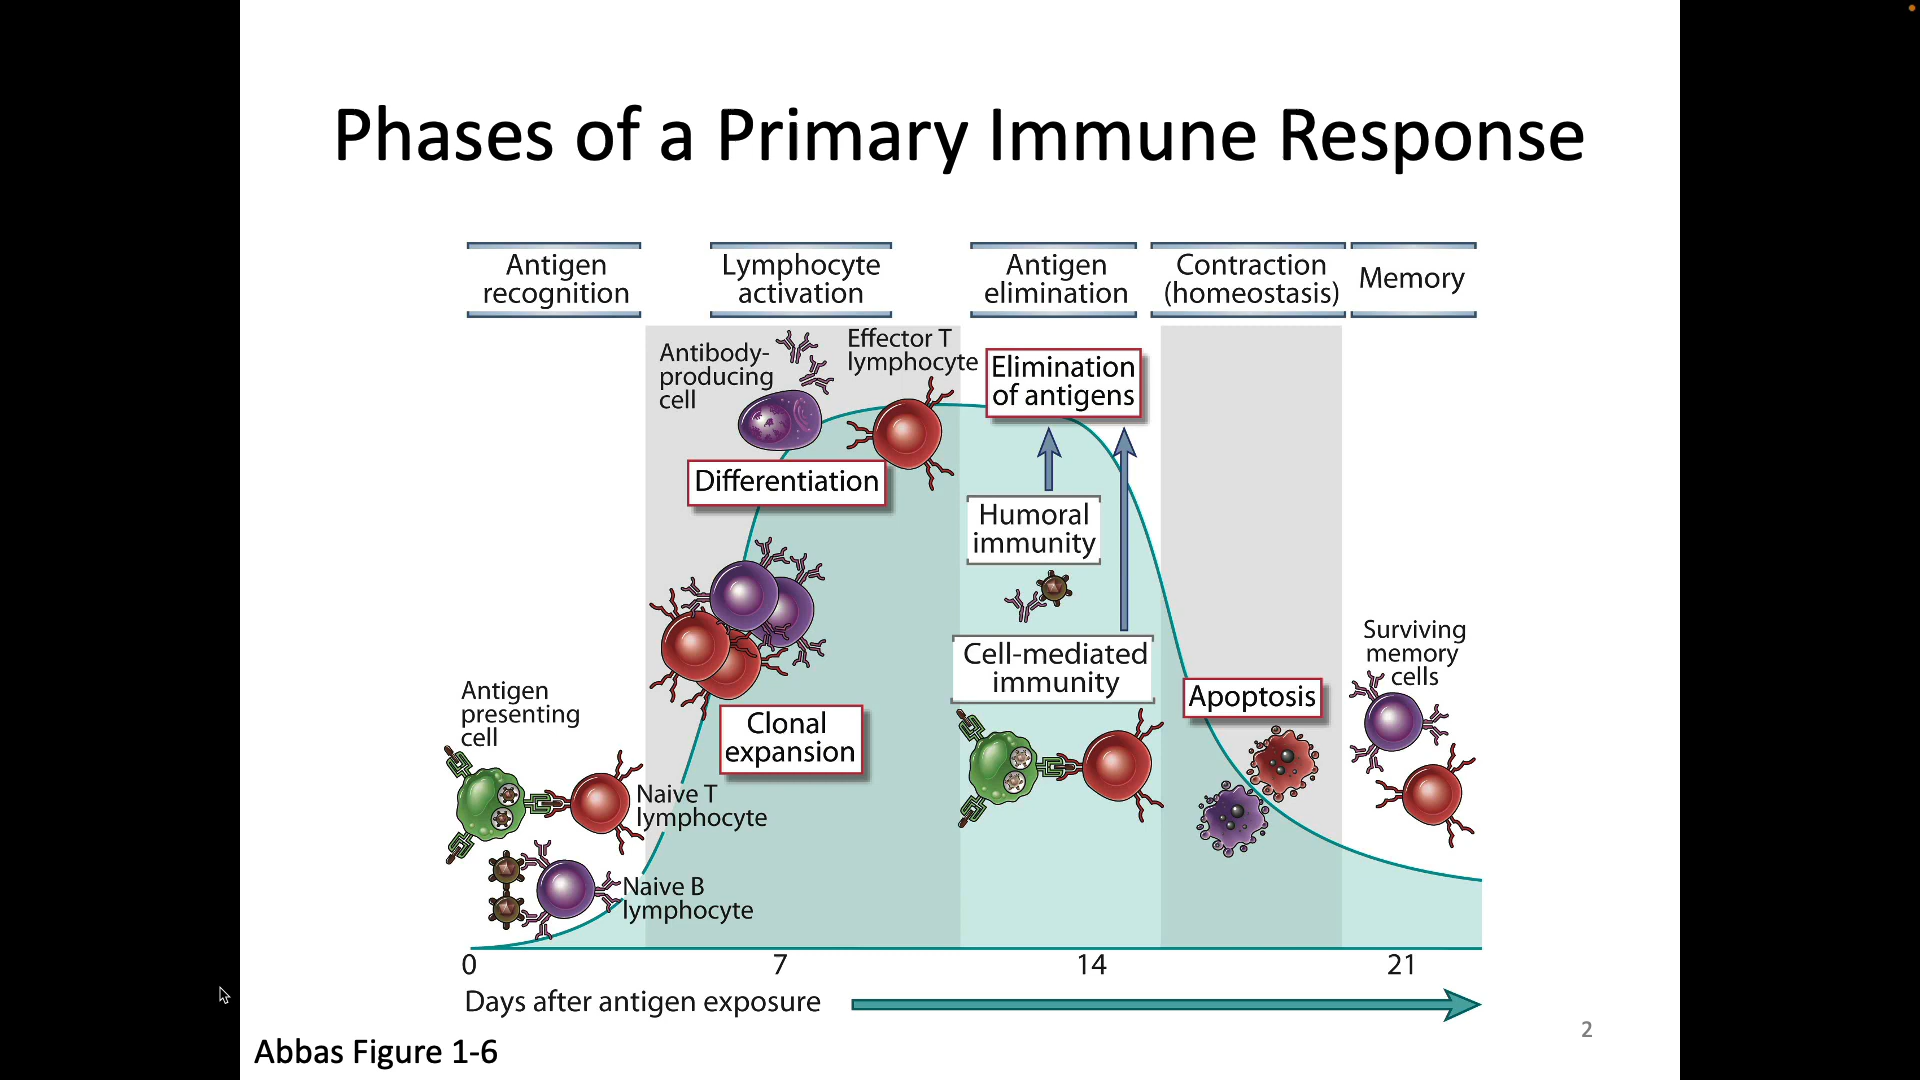 Phases of a Primary Immune Response
Antigen
recognition
Lymphocyte
activation
Antigen
elimination
Contraction
(homeostasis)
Memory
Antibody-
producing
cell
Effector T
lymphocyte
Elimination
of antigens
Differentiation
Humoral
immunity
Cell-mediated
immunity
Surviving
memory
cells
Antigen
presenting
cell
Clonal
expansion
Apoptosis
Naive T
lymphocyte
Naive B
lymphocyte
0
7
14
21
Days after antigen exposure
2
Abbas Figure 1-6